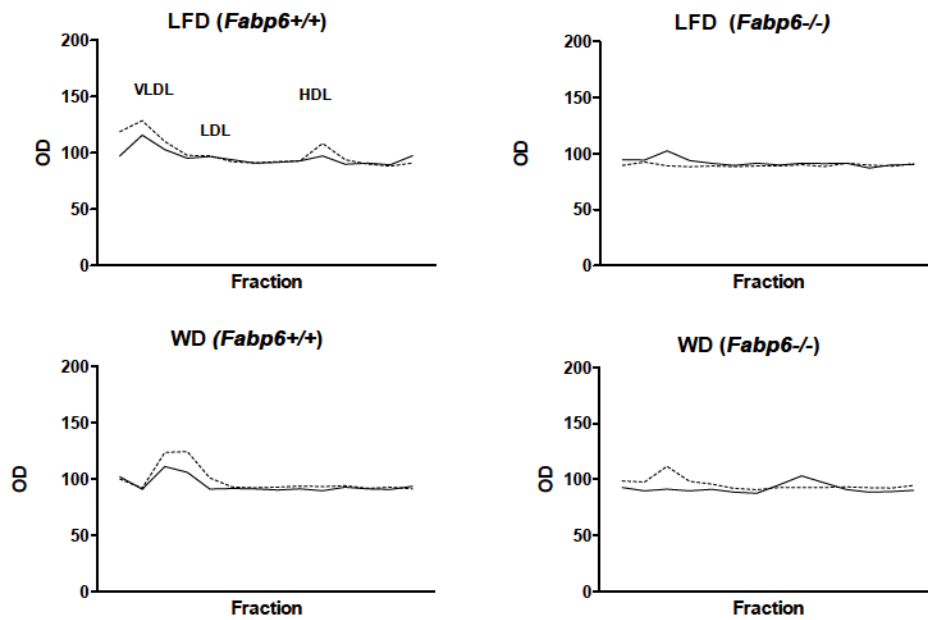 LFD (Fabp6+/+)
200
150
100
50
0
OD
VLDL
LDL
HDL
Fraction
LFD (Fabp6-/-)
200
150
100
50
0
OD
Fraction
WD (Fabp6+/+)
200
150
100
50
0
OD
Fraction
WD (Fabp6-/-)
200
150
100
50
0
OD
Fraction